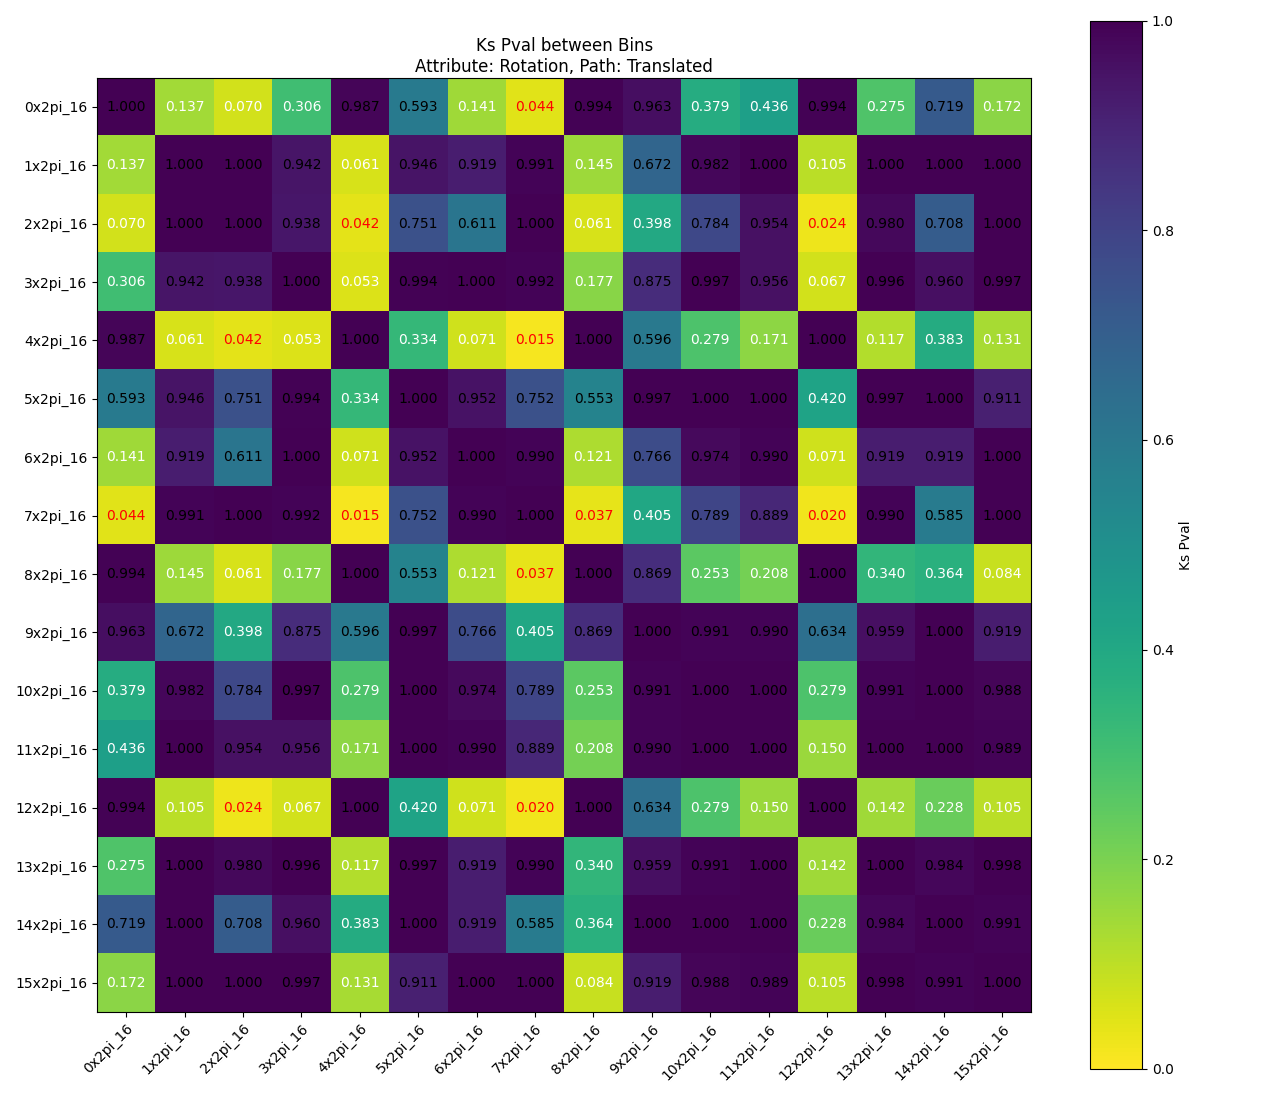 Ks Pval between Bins
Attribute: Rotation, Path: Translated
0x2pi_16 1.000 0.137 0.070 0.306 0.987 0.593 0.141 0.044 0.994 0.963 0.379 0.436 0.994 0.275 0.719 0.172
1x2pi_16 0.137 1.000 1.000 0.942 0.061 0.946 0.919 0.991 0.145 0.672 0.982 1.000 0.105 1.000 1.000 1.000
2x2pi_16 0.070 1.000 1.000 0.938 0.042 0.751 0.611 1.000 0.061 0.398 0.784 0.954 0.024 0.980 0.708 1.000
3x2pi_16 0.306 0.942 0.938 1.000 0.053 0.994 1.000 0.992 0.177 0.875 0.997 0.956 0.067 0.996 0.960 0.997
4x2pi_16 0.987 0.061 0.042 0.053 1.000 0.334 0.071 0.015 1.000 0.596 0.279 0.171 1.000 0.117 0.383 0.131
5x2pi_16 0.593 0.946 0.751 0.994 0.334 1.000 0.952 0.752 0.553 0.997 1.000 1.000 0.420 0.997 1.000 0.911
6x2pi_16 0.141 0.919 0.611 1.000 0.071 0.952 1.000 0.990 0.121 0.766 0.974 0.990 0.071 0.919 0.919 1.000
7x2pi_16 0.044 0.991 1.000 0.992 0.015 0.752 0.990 1.000 0.037 0.405 0.789 0.889 0.020 0.990 0.585 1.000
8x2pi_16 0.994 0.145 0.061 0.177 1.000 0.553 0.121 0.037 1.000 0.869 0.253 0.208 1.000 0.340 0.364 0.084
9x2pi_16 0.963 0.672 0.398 0.875 0.596 0.997 0.766 0.405 0.869 1.000 0.991 0.990 0.634 0.959 1.000 0.919
10x2pi_16 0.379 0.982 0.784 0.997 0.279 1.000 0.974 0.789 0.253 0.991 1.000 1.000 0.279 0.991 1.000 0.988
11x2pi_16 0.436 1.000 0.954 0.956 0.171 1.000 0.990 0.889 0.208 0.990 1.000 1.000 0.150 1.000 1.000 0.989
12x2pi_16 0.994 0.105 0.024 0.067 1.000 0.420 0.071 0.020 1.000 0.634 0.279 0.150 1.000 0.142 0.228 0.105
13x2pi_16 0.275 1.000 0.980 0.996 0.117 0.997 0.919 0.990 0.340 0.959 0.991 1.000 0.142 1.000 0.984 0.998
14x2pi_16 0.719 1.000 0.708 0.960 0.383 1.000 0.919 0.585 0.364 1.000 1.000 1.000 0.228 0.984 1.000 0.991
15x2pi_16 0.172 1.000 1.000 0.997 0.131 0.911 1.000 1.000 0.084 0.919 0.988 0.989 0.105 0.998 0.991 1.000
0x2pi_16 1x2pi_16 2x2pi_16 3x2pi_16 4x2pi_16 5x2pi_16 6x2pi_16 7x2pi_16 8x2pi_16 9x2pi_16 10x2pi_16 11x2pi_16 12x2pi_16 13x2pi_16 14x2pi_16 15x2pi_16
1.0
0.8
0.6
0.4
0.2
0.0
Ks Pval